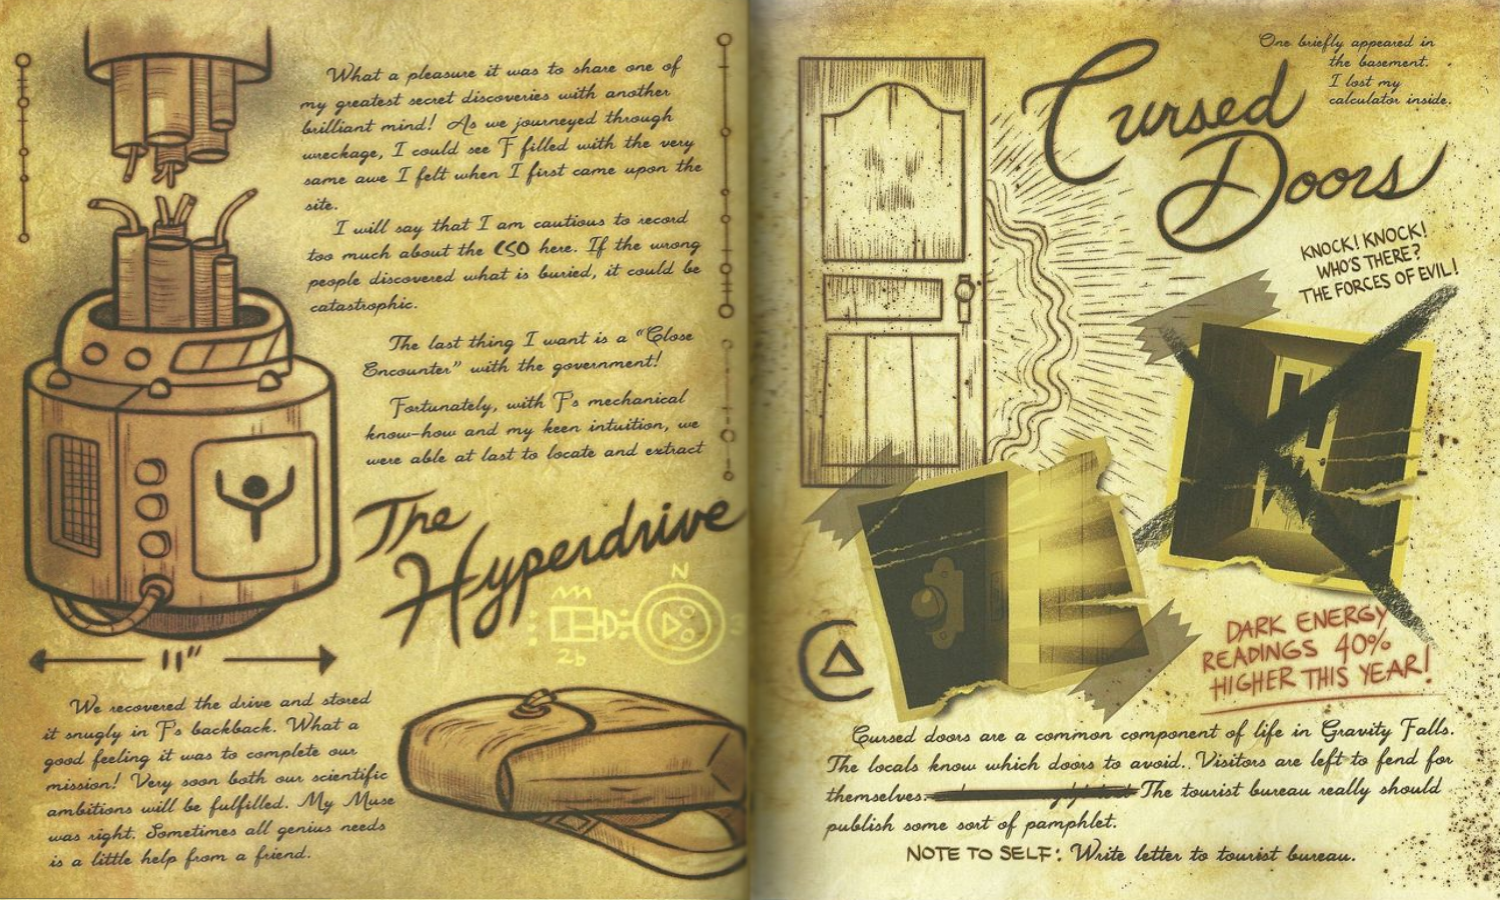 What a pleasure it was to share one of
my greatest secret discoveries with another
brilliant mind! As we journeyed through
wreckage, I could see F filled with the very
same awe I felt when I first came upon the
site.
I will say that I am cautious to record
too much about the CSO here. If the wrong
people discovered what is buried, it could be
catastrophic.
The last thing I want is a "Close
Encounter" with the government!
Fortunately, with F's mechanical
know-how and my keen intuition, we
were able at last to locate and extract
The
Hyperdrive
N
2b
11"
We recovered the drive and stored
it snugly in F's backback. What a
good feeling it was to complete our
mission! Very soon both our scientific
ambitions will be fulfilled. My Muse
was right. Sometimes all genius needs
is a little help from a friend.
One briefly appeared in
the basement.
I lost my
calculator inside.
Cursed
Doors
KNOCK! KNOCK!
WHO'S THERE?
THE FORCES OF EVIL!
DARK ENERGY
READINGS 40%
HIGHER THIS YEAR!
Cursed doors are a common component of life in Gravity Falls.
The locals know which doors to avoid. Visitors are left to fend for
themselves. The tourist bureau really should
publish some sort of pamphlet.
NOTE TO SELF: Write letter to tourist bureau.